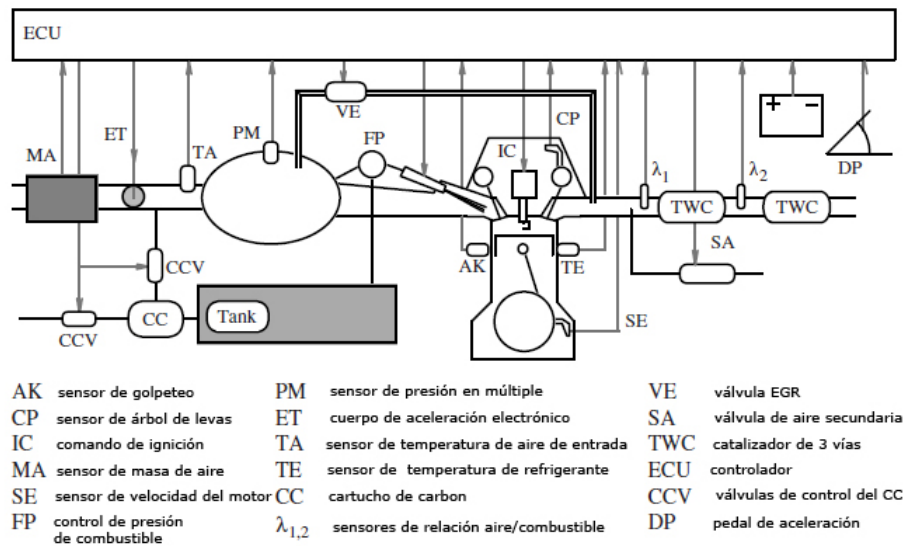 ECU
MA
ET
TA
PM
VE
FP
IC
CP
λ1
λ2
+ −
DP
TWC
TWC
SA
CCV
AK
TE
SE
CCV
CC
Tank
AK sensor de golpeteo
CP sensor de árbol de levas
IC comando de ignición
MA sensor de masa de aire
SE sensor de velocidad del motor
FP control de presión
de combustible
PM sensor de presión en múltiple
ET cuerpo de aceleración electrónico
TA sensor de temperatura de aire de entrada
TE sensor de temperatura de refrigerante
CC cartucho de carbon
λ1,2 sensores de relación aire/combustible
VE válvula EGR
SA válvula de aire secundaria
TWC catalizador de 3 vías
ECU controlador
CCV válvulas de control del CC
DP pedal de aceleración